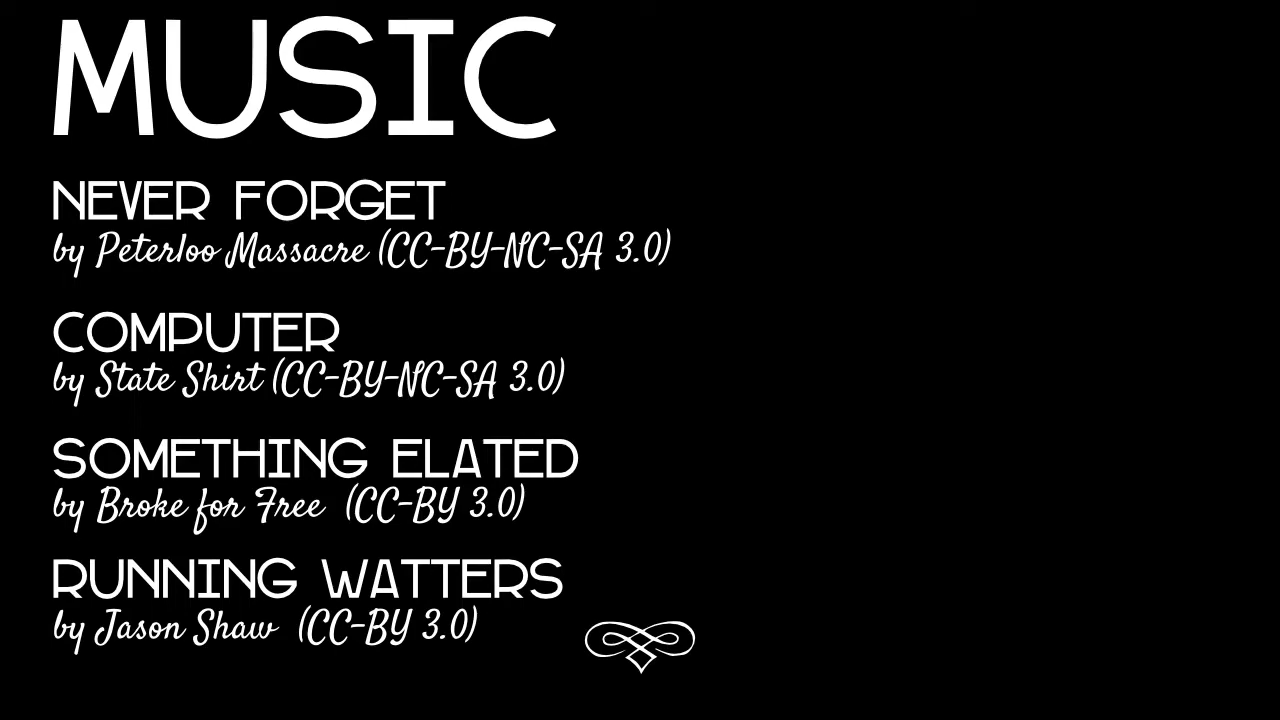 MUSIC
NEVER FORGET
by Peterloo Massacre (CC-BY-NC-SA 3.0)
COMPUTER
by State Shirt (CC-BY-NC-SA 3.0)
SOMETHING ELATED
by Broke for Free (CC-BY 3.0)
RUNNING WATTERS
by Jason Shaw (CC-BY 3.0)